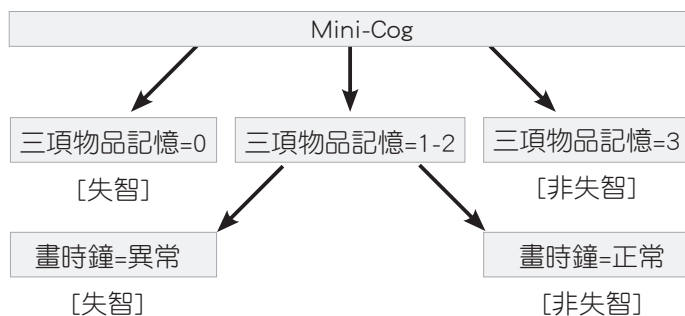 Mini-Cog
三項物品記憶=0
三項物品記憶=1-2
三項物品記憶=3
[失智]
[非失智]
畫時鐘=異常
畫時鐘=正常
[失智]
[非失智]